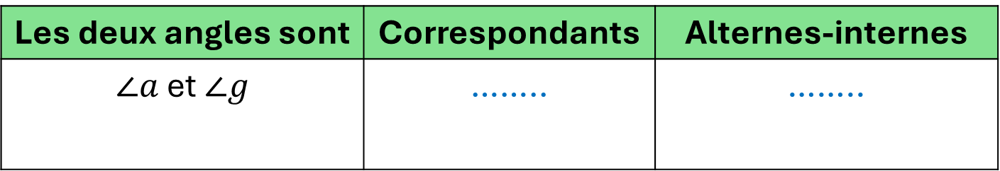 Les deux angles sont Correspondants Alternes-internes
∠a et ∠g ........ ........